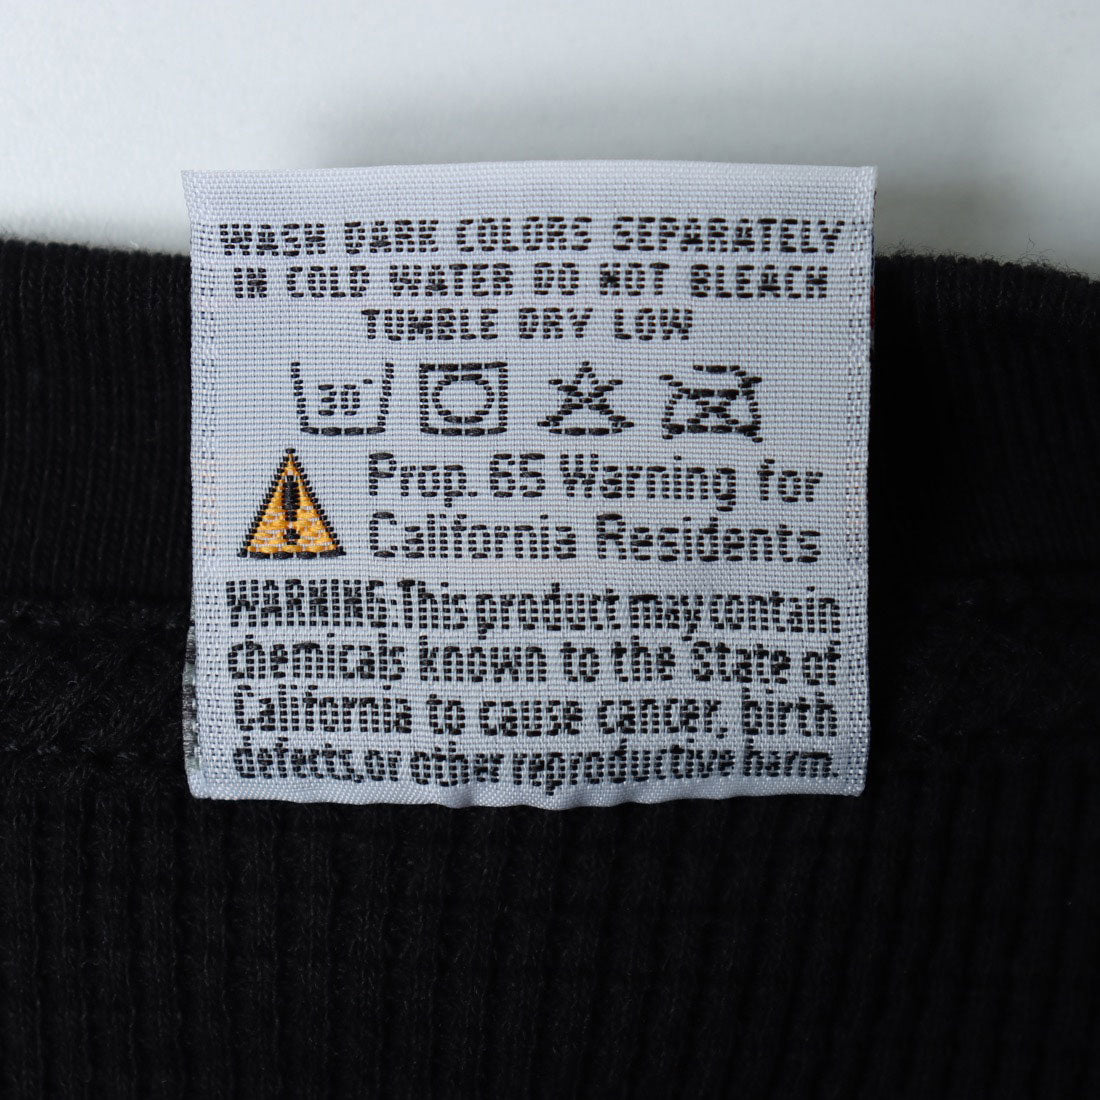 WASH DARK COLORS SEPARATELY
IN COLD WATER DO NOT BLEACH
TUMBLE DRY LOW
30°
Prop. 65 Warning for
California Residents
WARNING:This product may contain
chemicals known to the State of
California to cause cancer, birth
defects,or other reproductive harm.